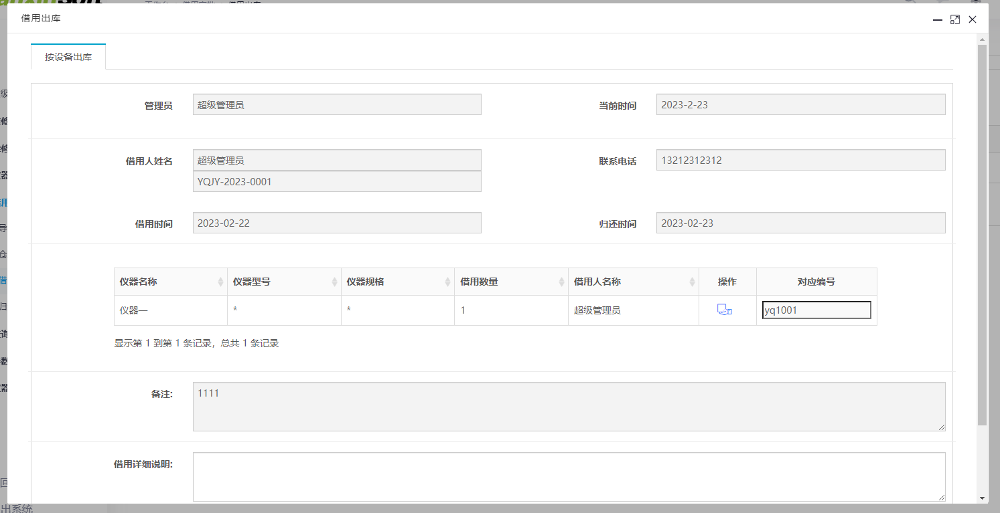 借用出库
按设备出库
管理员 超级管理员 当前时间 2023-2-23
借用人姓名 超级管理员 联系电话 13212312312
YQJY-2023-0001
借用时间 2023-02-22 归还时间 2023-02-23
仪器名称 仪器型号 仪器规格 借用数量 借用人名称 操作 对应编号
仪器一 * * 1 超级管理员 yq1001
显示第 1 到第 1 条记录，总共 1 条记录
备注: 1111
借用详细说明:
出系统